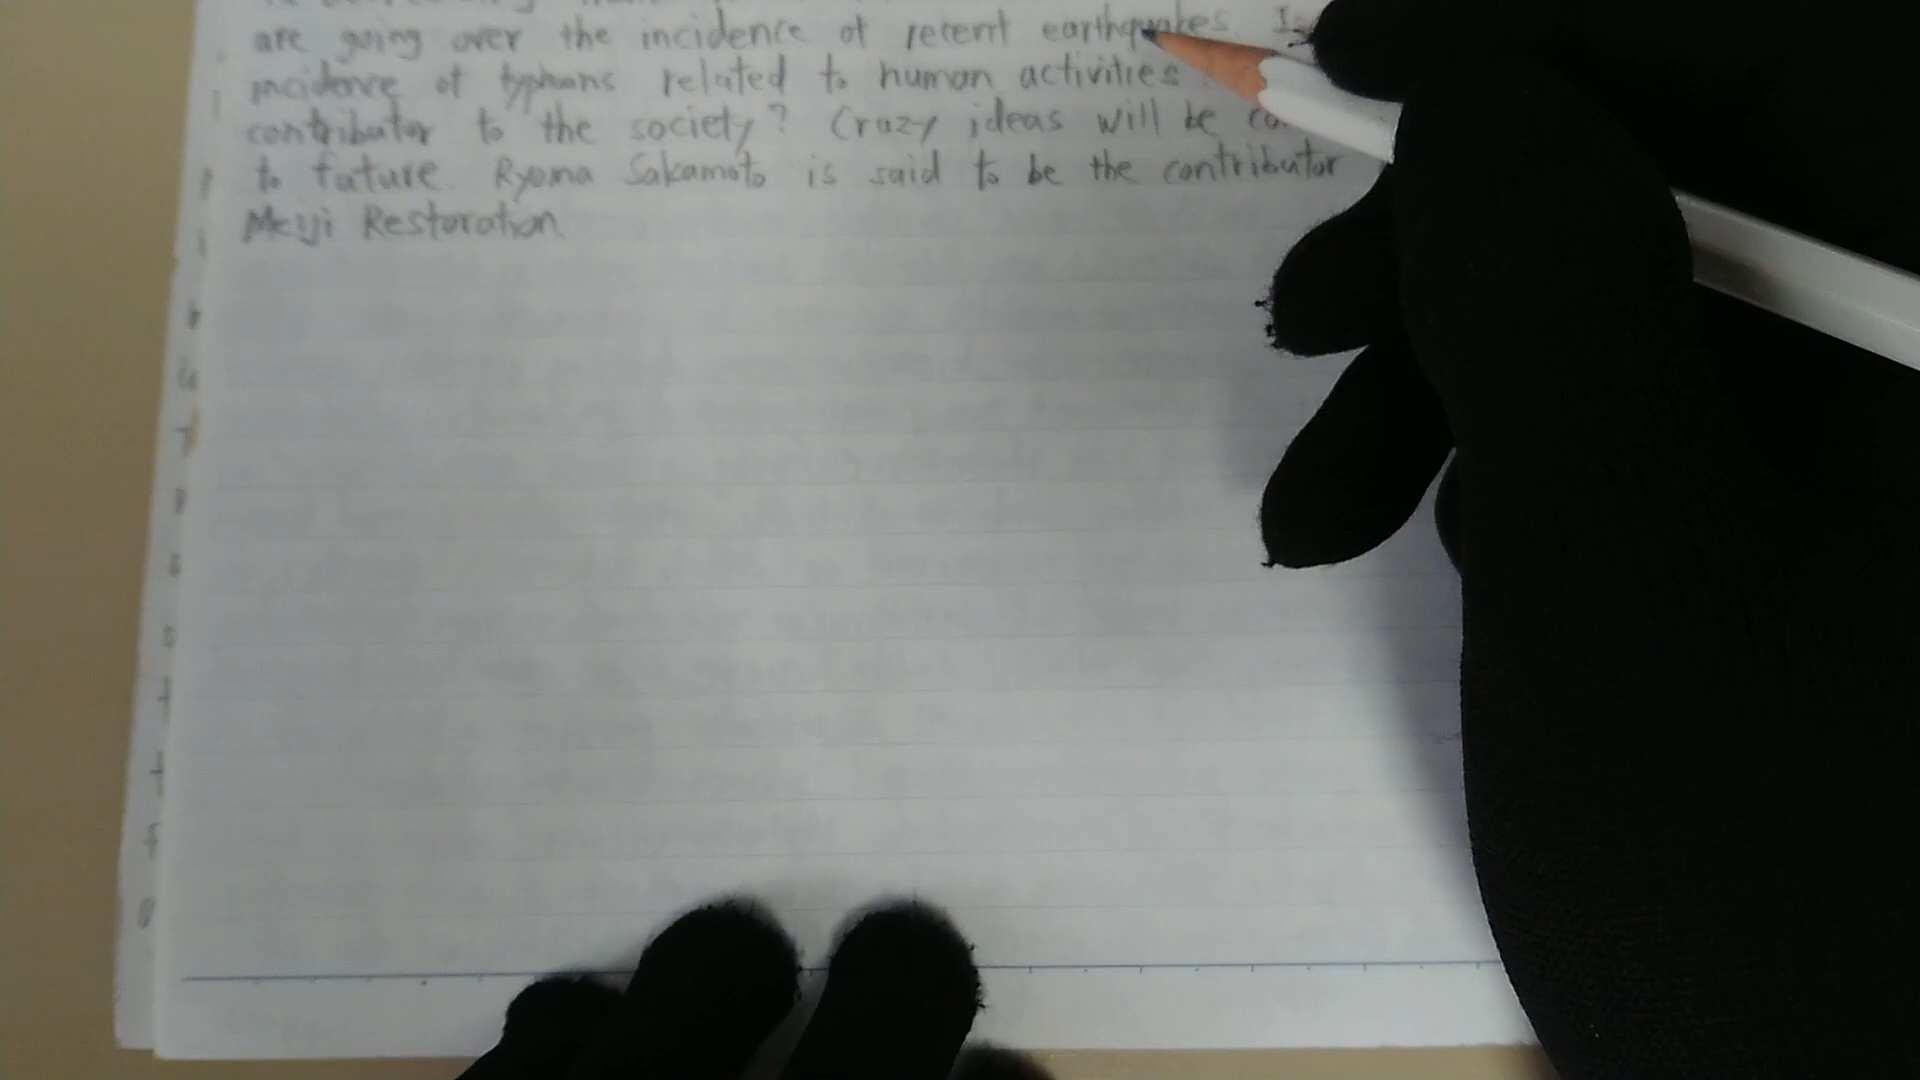 are going over the incidence of recent earthquakes Is
incidence of typhoons related to human activities
contributor to the society? Crazy ideas will be
to future. Ryoma Sakamoto is said to be the contributor
Meiji Restoration